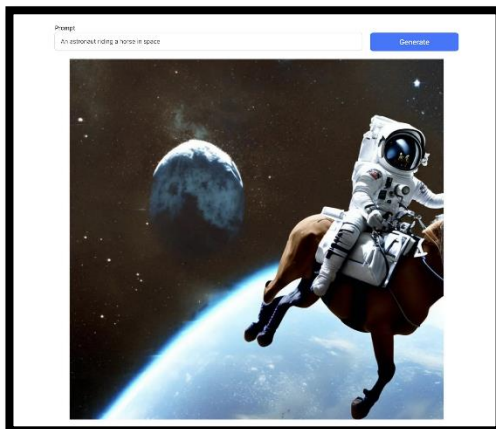 Prompt
An astronaut riding a horse in space
Generate